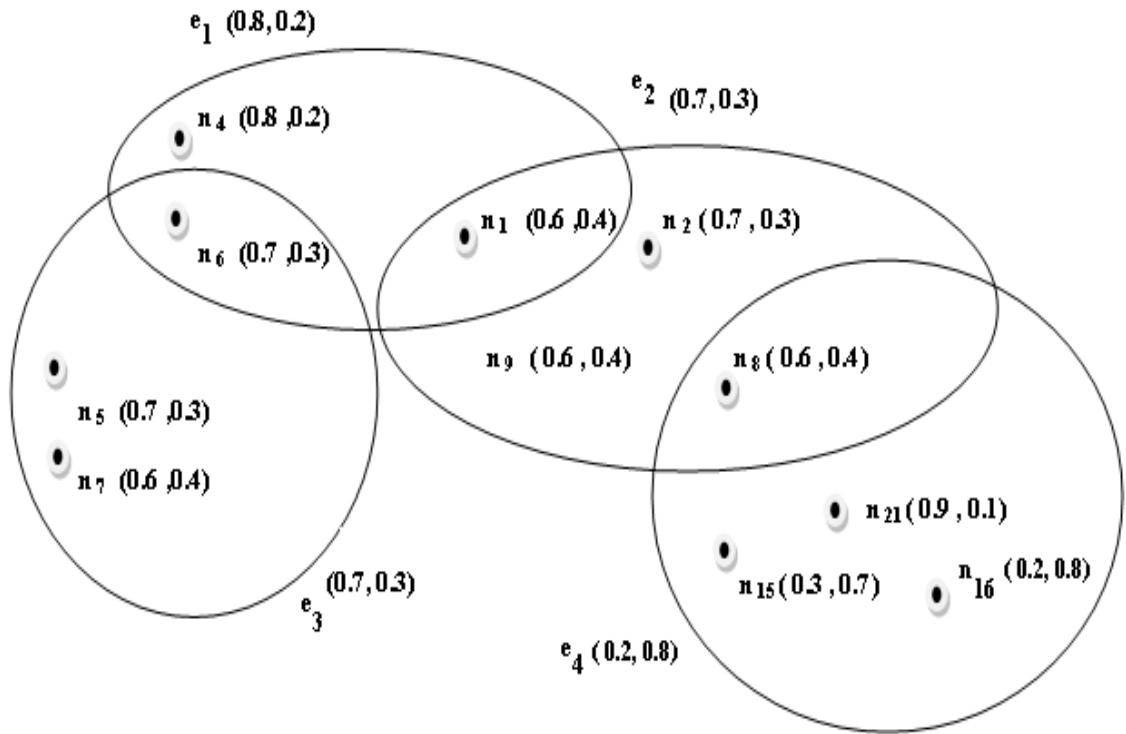 e1 (0.8, 0.2)
e2 (0.7, 0.3)
n4 (0.8 ,0.2)
n1 (0.6 ,0.4)
n2 ( 0.7 , 0.3)
n6 (0.7 ,0.3)
n9 ( 0.6 , 0.4)
n8 ( 0.6 , 0.4)
n5 (0.7 ,0.3)
n7 (0.6 ,0.4)
n21 ( 0.9 , 0.1)
n15 ( 0.3 , 0.7)
n16 (0.2, 0.8)
e3 (0.7, 0.3)
e4 ( 0.2, 0.8)